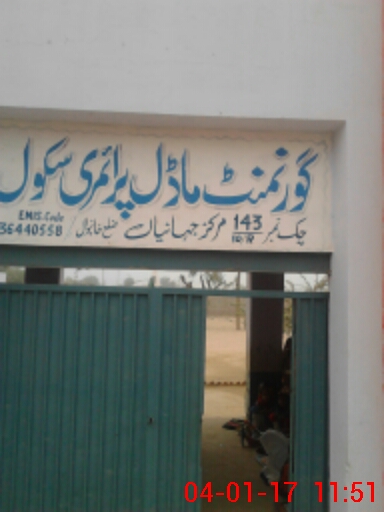 گورنمنٹ ماڈل پرائمری سکول
چک نمبر 143/10R مرکز جہانیاں ضلع خانیوال / EMIS.Code 36440558
04-01-17 11:51